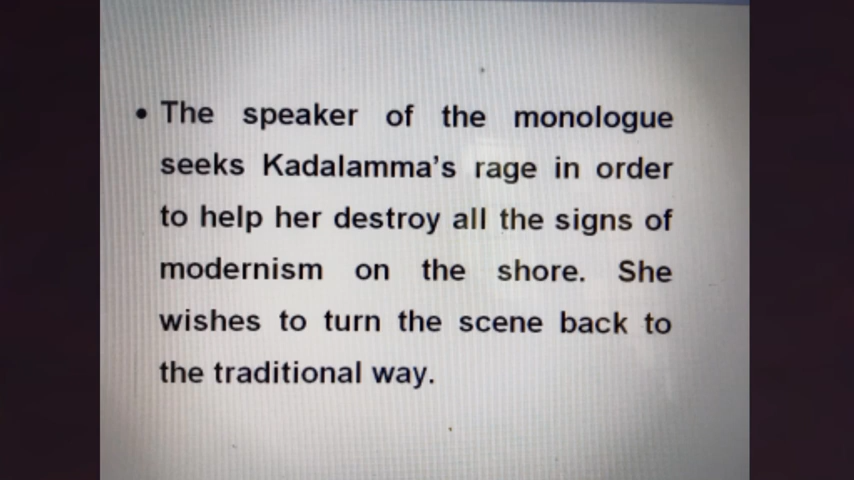 • The speaker of the monologue
seeks Kadalamma's rage in order
to help her destroy all the signs of
modernism on the shore. She
wishes to turn the scene back to
the traditional way.